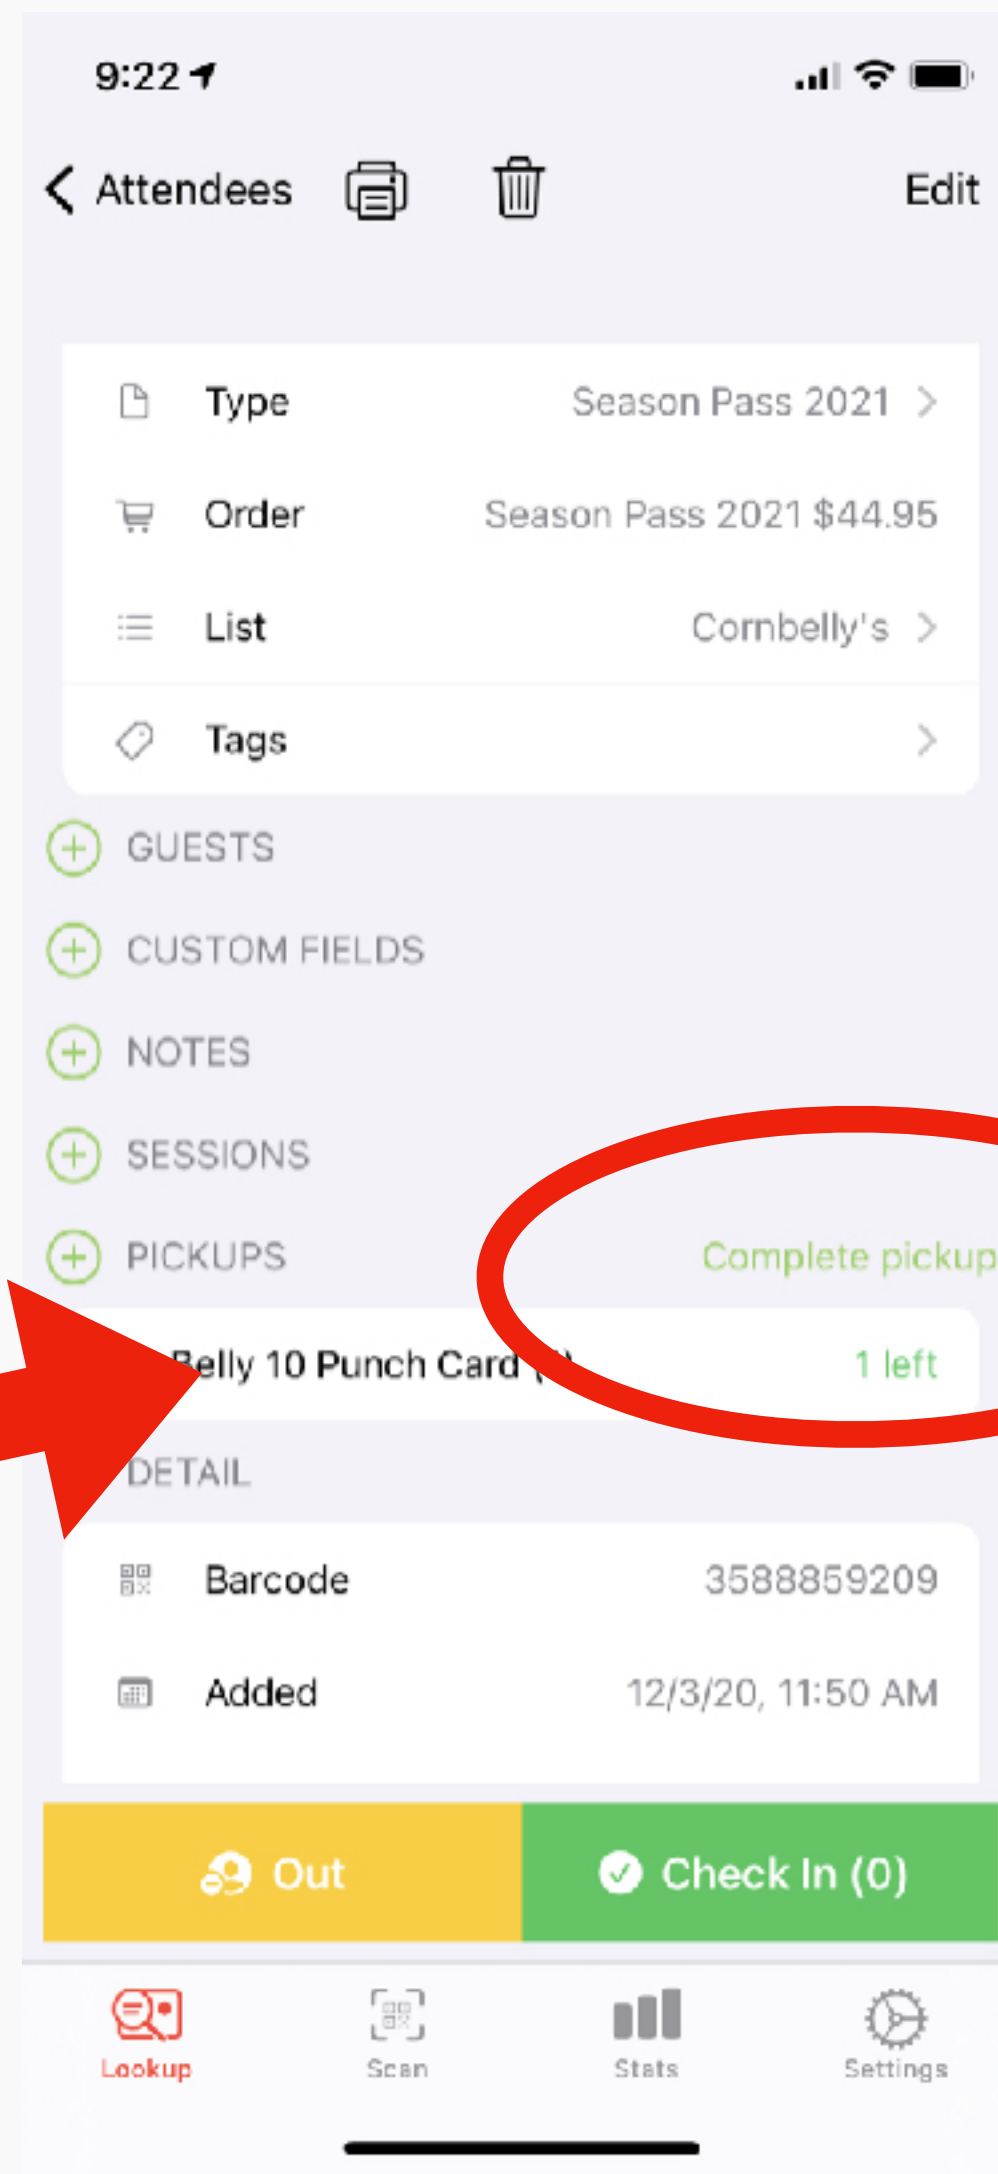 9:22
Attendees Edit
Type Season Pass 2021
Order Season Pass 2021 $44.95
List Cornbelly's
Tags
GUESTS
CUSTOM FIELDS
NOTES
SESSIONS
PICKUPS Complete pickup
Belly 10 Punch Card 1 left
DETAIL
Barcode 3588859209
Added 12/3/20, 11:50 AM
Out Check In (0)
Lookup Scan Stats Settings